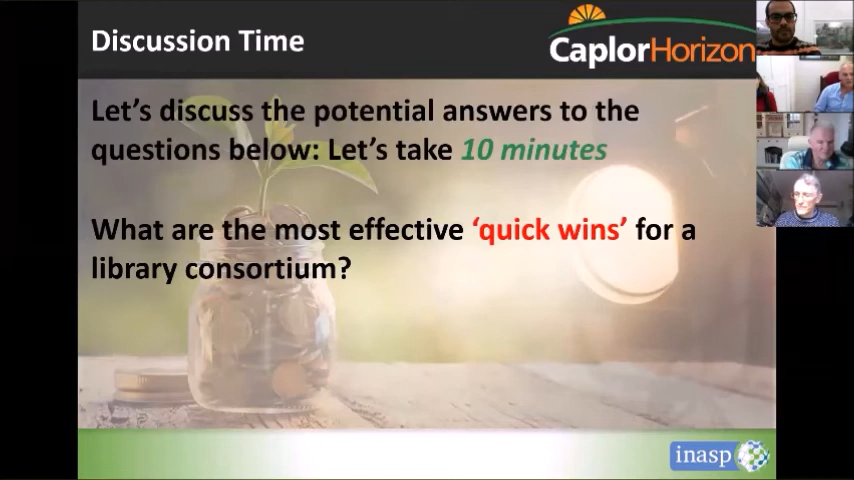 Discussion Time
CaplorHorizon
Let's discuss the potential answers to the
questions below: Let's take 10 minutes
What are the most effective ‘quick wins’ for a
library consortium?
inasp